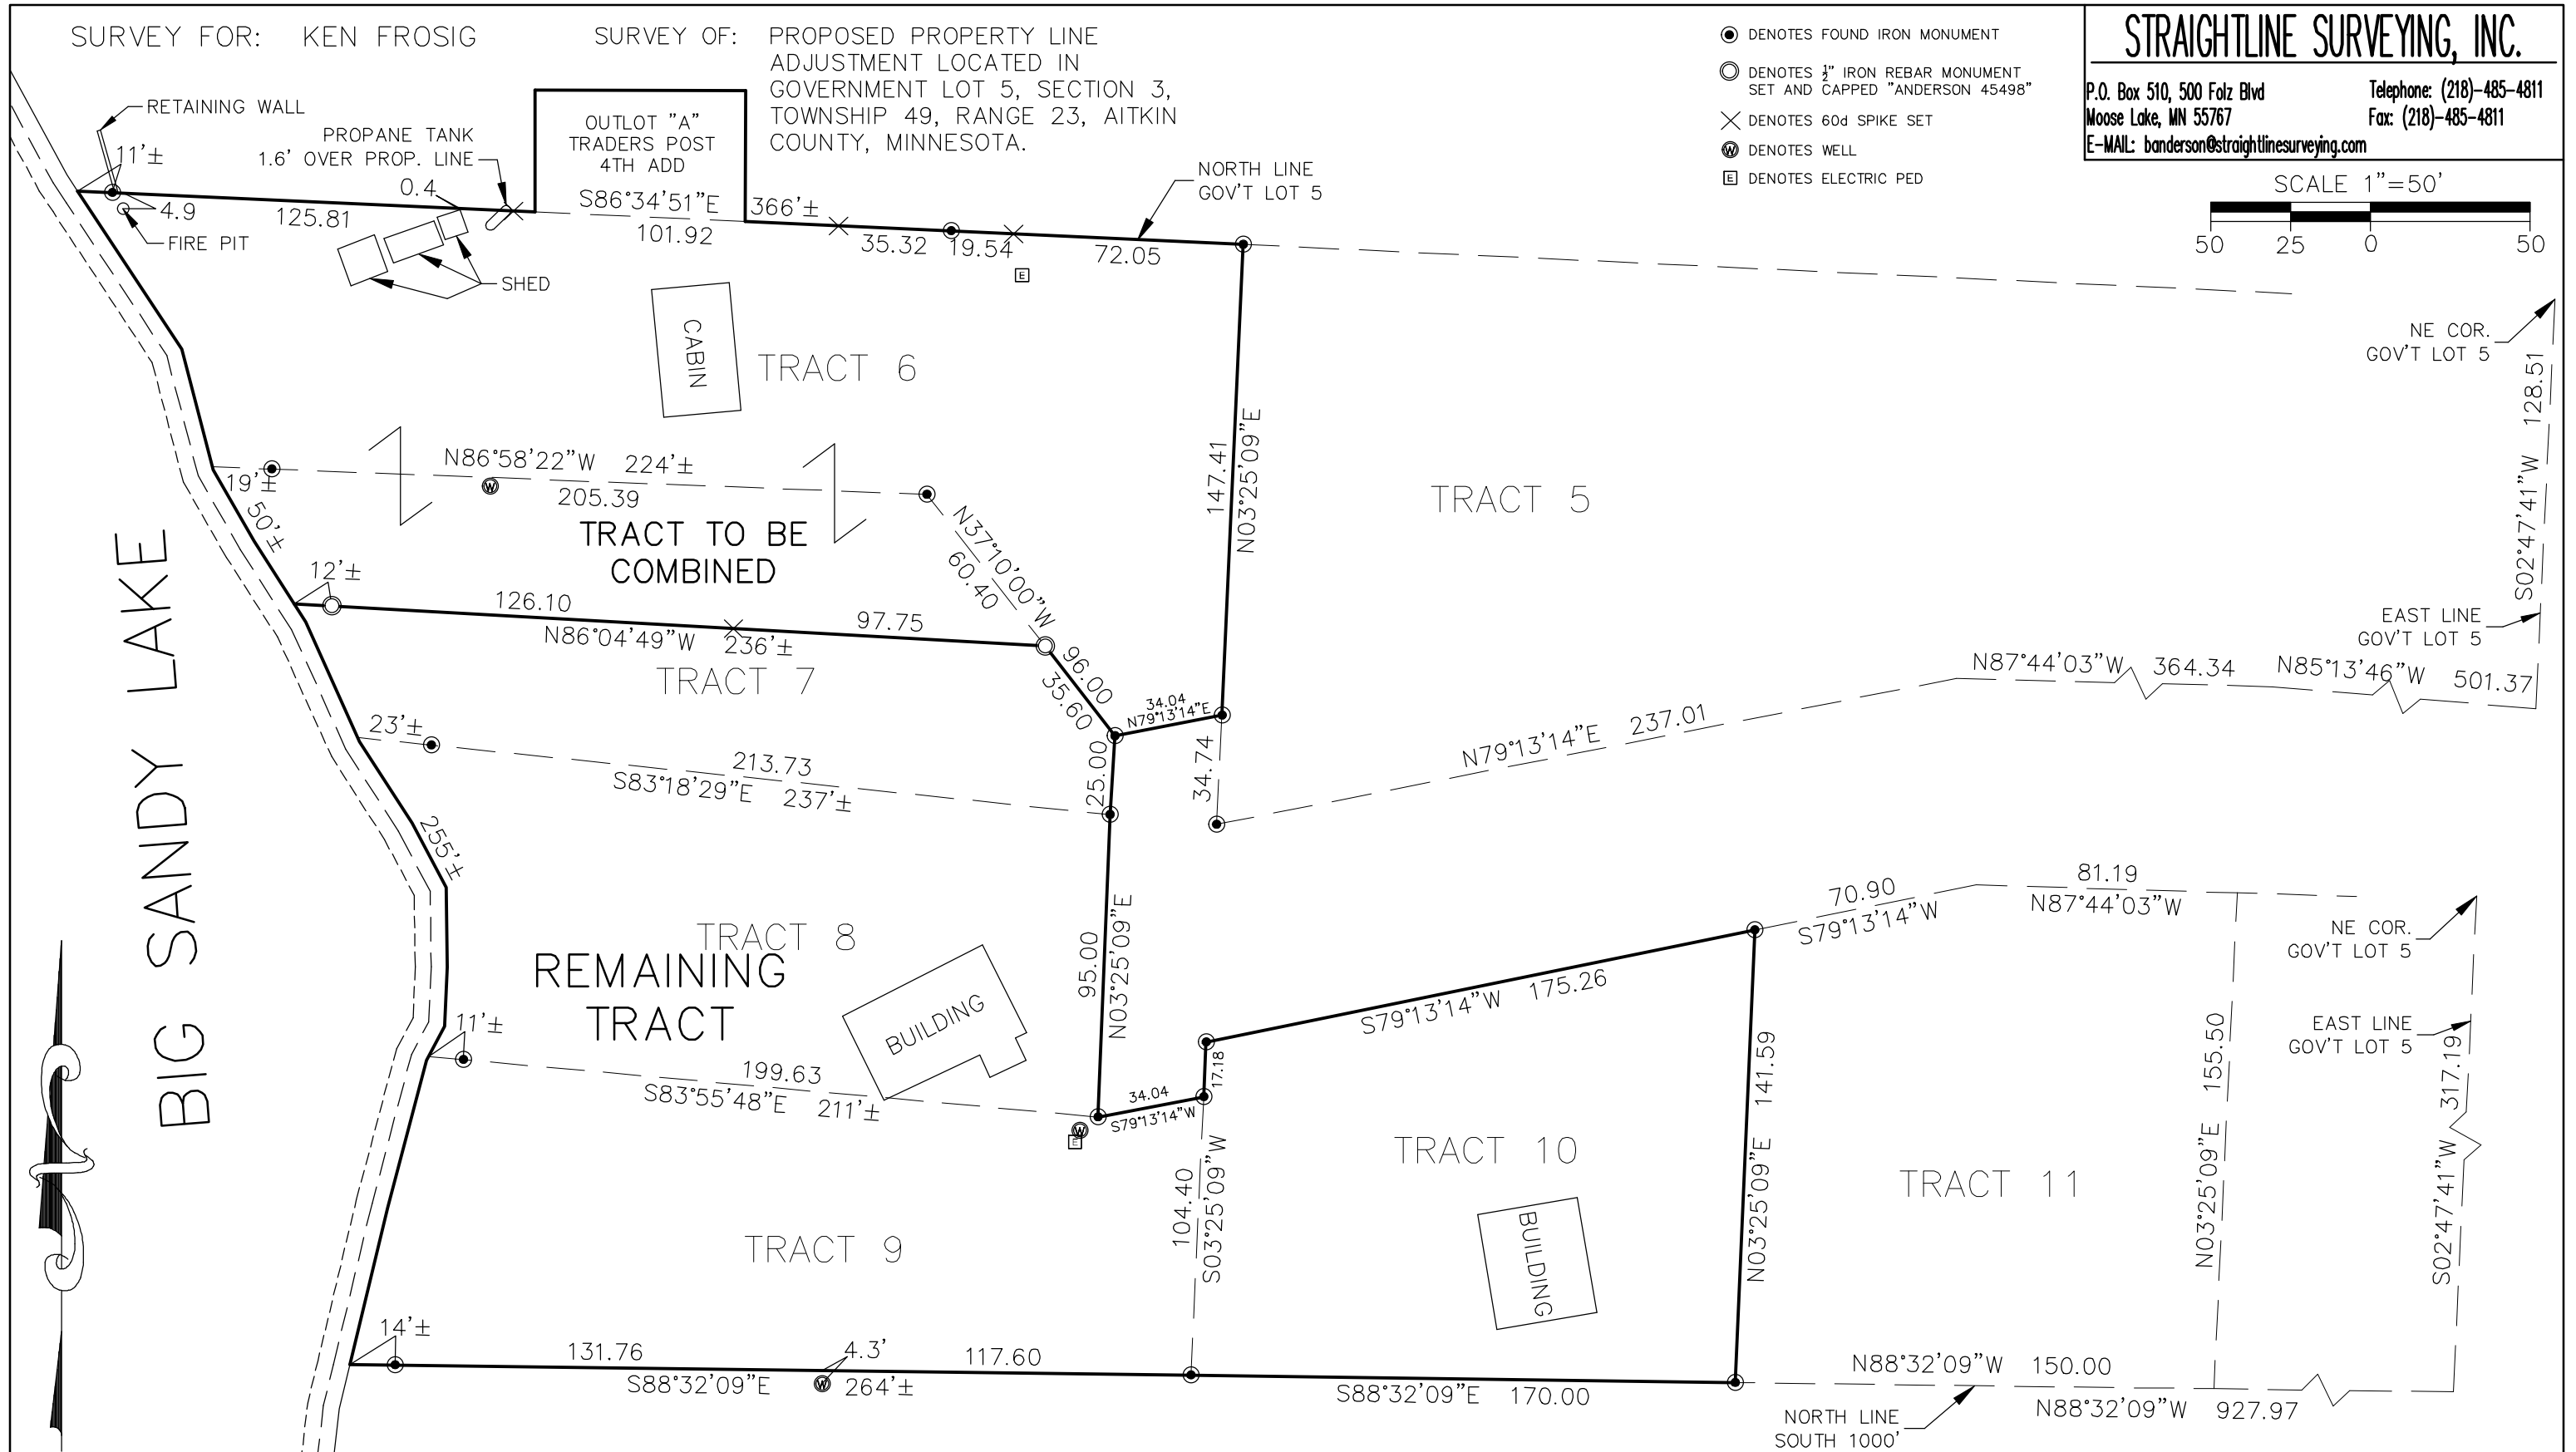 SURVEY FOR: KEN FROSIG
SURVEY OF: PROPOSED PROPERTY LINE
ADJUSTMENT LOCATED IN
GOVERNMENT LOT 5, SECTION 3,
TOWNSHIP 49, RANGE 23, AITKIN
COUNTY, MINNESOTA.
DENOTES FOUND IRON MONUMENT
DENOTES ½" IRON REBAR MONUMENT
SET AND CAPPED "ANDERSON 45498"
DENOTES 60d SPIKE SET
W DENOTES WELL
E DENOTES ELECTRIC PED
STRAIGHTLINE SURVEYING, INC.
P.O. Box 510, 500 Folz Blvd
Telephone: (218)-485-4811
Moose Lake, MN 55767
Fax: (218)-485-4811
E-MAIL: banderson@straightlinesurveying.com
SCALE 1"=50'
50 25 0 50
RETAINING WALL
11'±
PROPANE TANK
1.6' OVER PROP. LINE
0.4
4.9
FIRE PIT
125.81
SHED
OUTLOT "A"
TRADERS POST
4TH ADD
S86°34'51"E 366'±
101.92
35.32
19.54
72.05
NORTH LINE
GOV'T LOT 5
E
CABIN
TRACT 6
147.41
N03°25'09"E
TRACT 5
NE COR.
GOV'T LOT 5
S02°47'41"W 128.51
EAST LINE
GOV'T LOT 5
N86°58'22"W 224'±
205.39
W
19'±
50'±
TRACT TO BE
COMBINED
N37°10'00"W
60.40
12'±
126.10
97.75
N86°04'49"W 236'±
TRACT 7
96.00
35.60
34.04
N79°13'14"E
34.74
N79°13'14"E 237.01
N87°44'03"W 364.34
N85°13'46"W 501.37
BIG SANDY LAKE
23'±
213.73
S83°18'29"E 237'±
25.00
255'±
TRACT 8
REMAINING
TRACT
BUILDING
95.00
N03°25'09"E
11'±
199.63
S83°55'48"E 211'±
W
E
34.04
S79°13'14"W
17.18
S79°13'14"W 175.26
70.90
S79°13'14"W
81.19
N87°44'03"W
NE COR.
GOV'T LOT 5
EAST LINE
GOV'T LOT 5
S02°47'41"W 317.19
N03°25'09"E 155.50
N03°25'09"E 141.59
TRACT 10
BUILDING
TRACT 11
104.40
S03°25'09"W
TRACT 9
14'±
131.76
4.3'
117.60
S88°32'09"E
W
264'±
S88°32'09"E 170.00
N88°32'09"W 150.00
N88°32'09"W 927.97
NORTH LINE
SOUTH 1000'